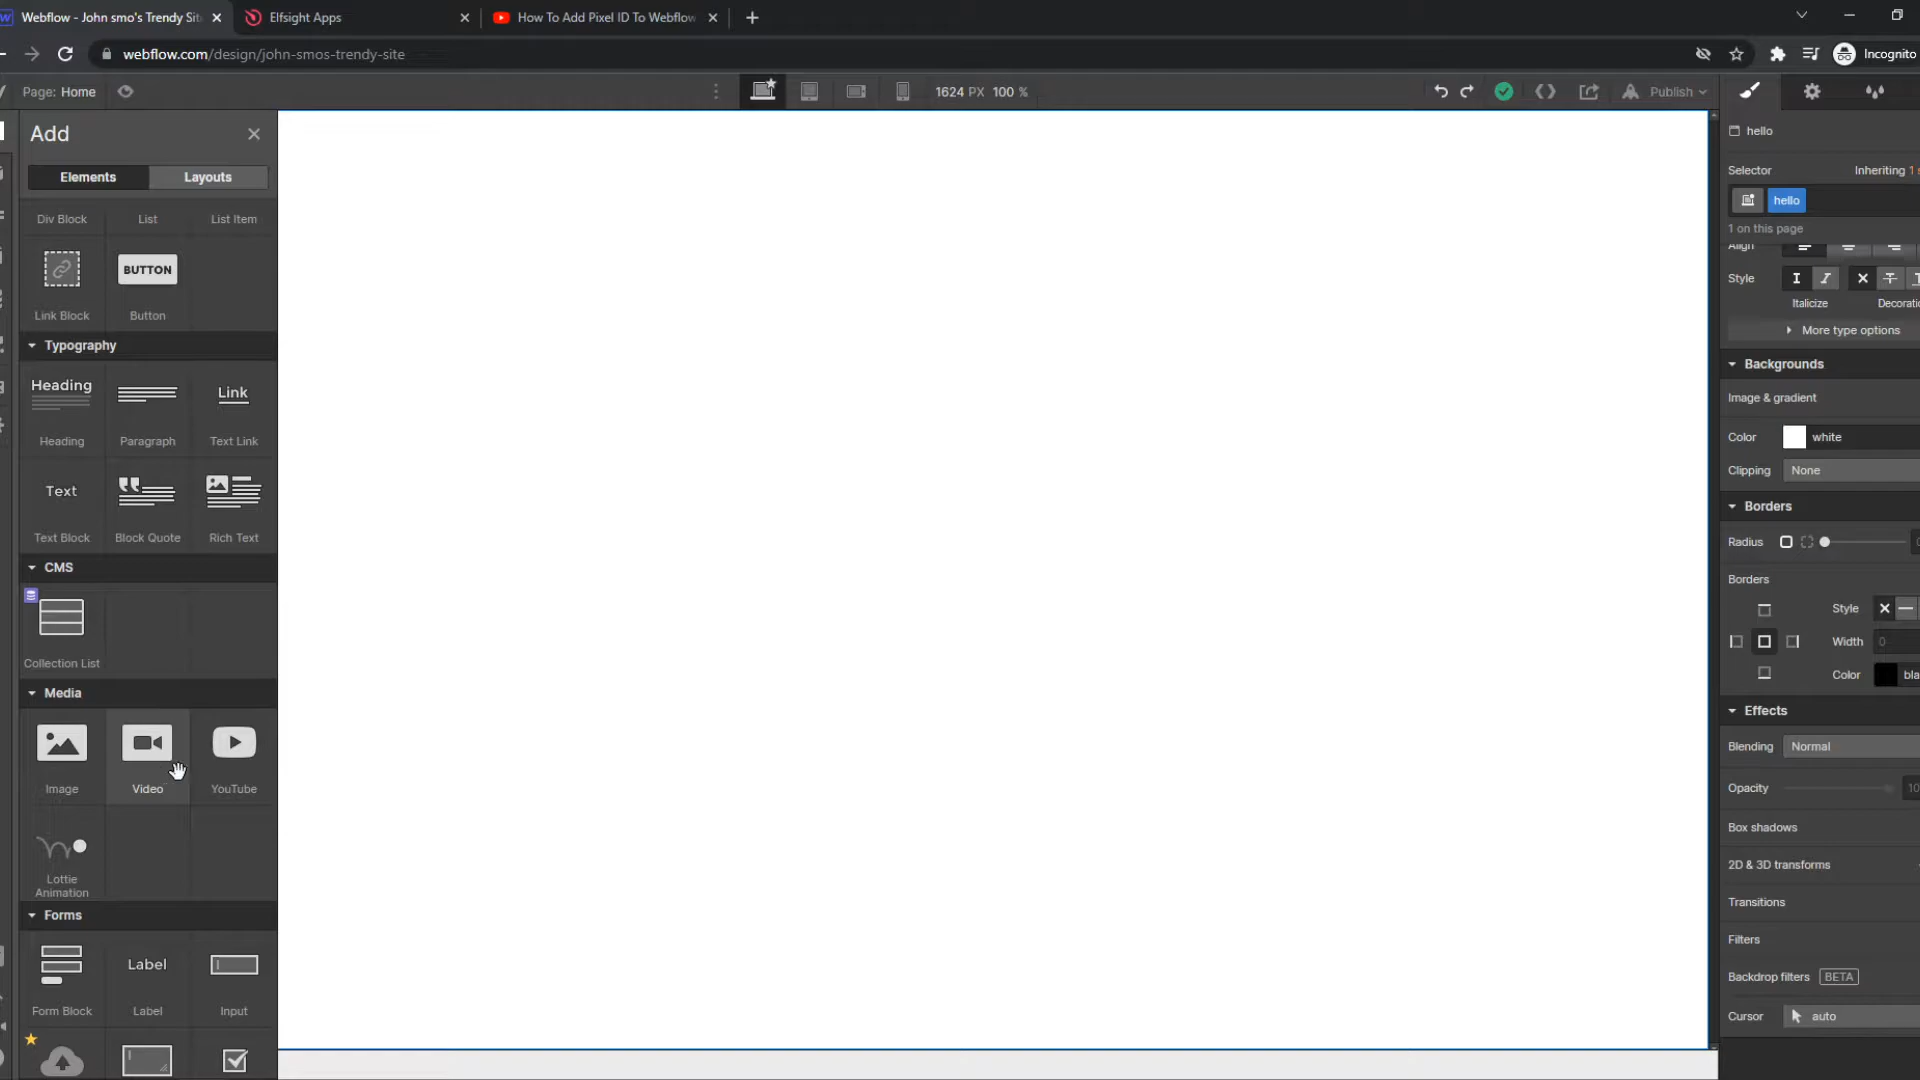 Webflow - John smo's Trendy Sit
Elfsight Apps
How To Add Pixel ID To Webflow
webflow.com/design/john-smos-trendy-site
Incognito
Page: Home
1624 PX 100 %
Publish
Add
Elements
Layouts
hello
Selector
Inheriting 1
hello
1 on this page
Div Block
List
List Item
Align
Style
BUTTON
Link Block
Button
Italicize
More type options
Typography
Backgrounds
Heading
Link
Image & gradient
Heading
Paragraph
Text Link
Color
white
Clipping
None
Text
Borders
Text Block
Block Quote
Rich Text
Radius
CMS
Borders
Style
Collection List
Width
0
Color
Media
Effects
Blending
Normal
Image
Video
YouTube
Opacity
10
Box shadows
2D & 3D transforms
Lottie
Animation
Transitions
Forms
Filters
Label
Backdrop filters
BETA
Form Block
Label
Input
Cursor
auto